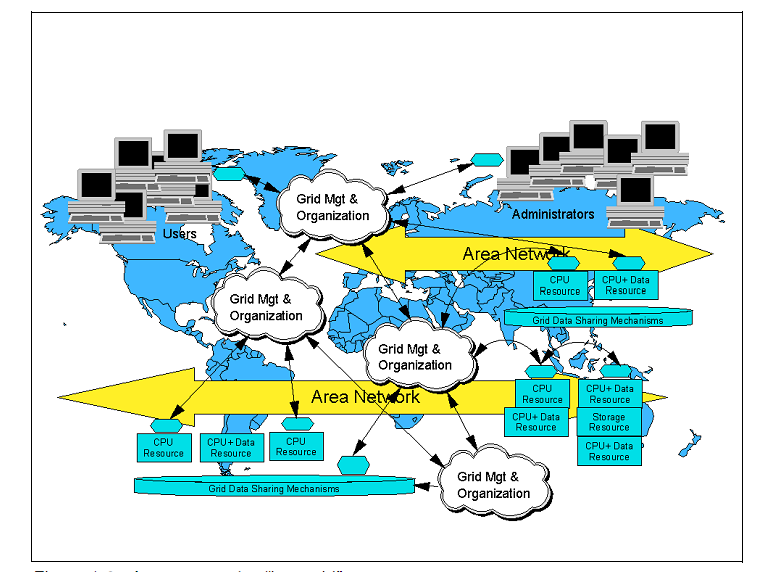 Grid Mgt &
Organization
Users
Administrators
Area Network
CPU
Resource
CPU+ Data
Resource
Grid Mgt &
Organization
Grid Data Sharing Mechanisms
Grid Mgt &
Organization
Area Network
CPU
Resource
CPU+ Data
Resource
CPU+ Data
Resource
Storage
Resource
CPU
Resource
CPU+ Data
Resource
CPU
Resource
CPU+ Data
Resource
Grid Mgt &
Organization
Grid Data Sharing Mechanisms